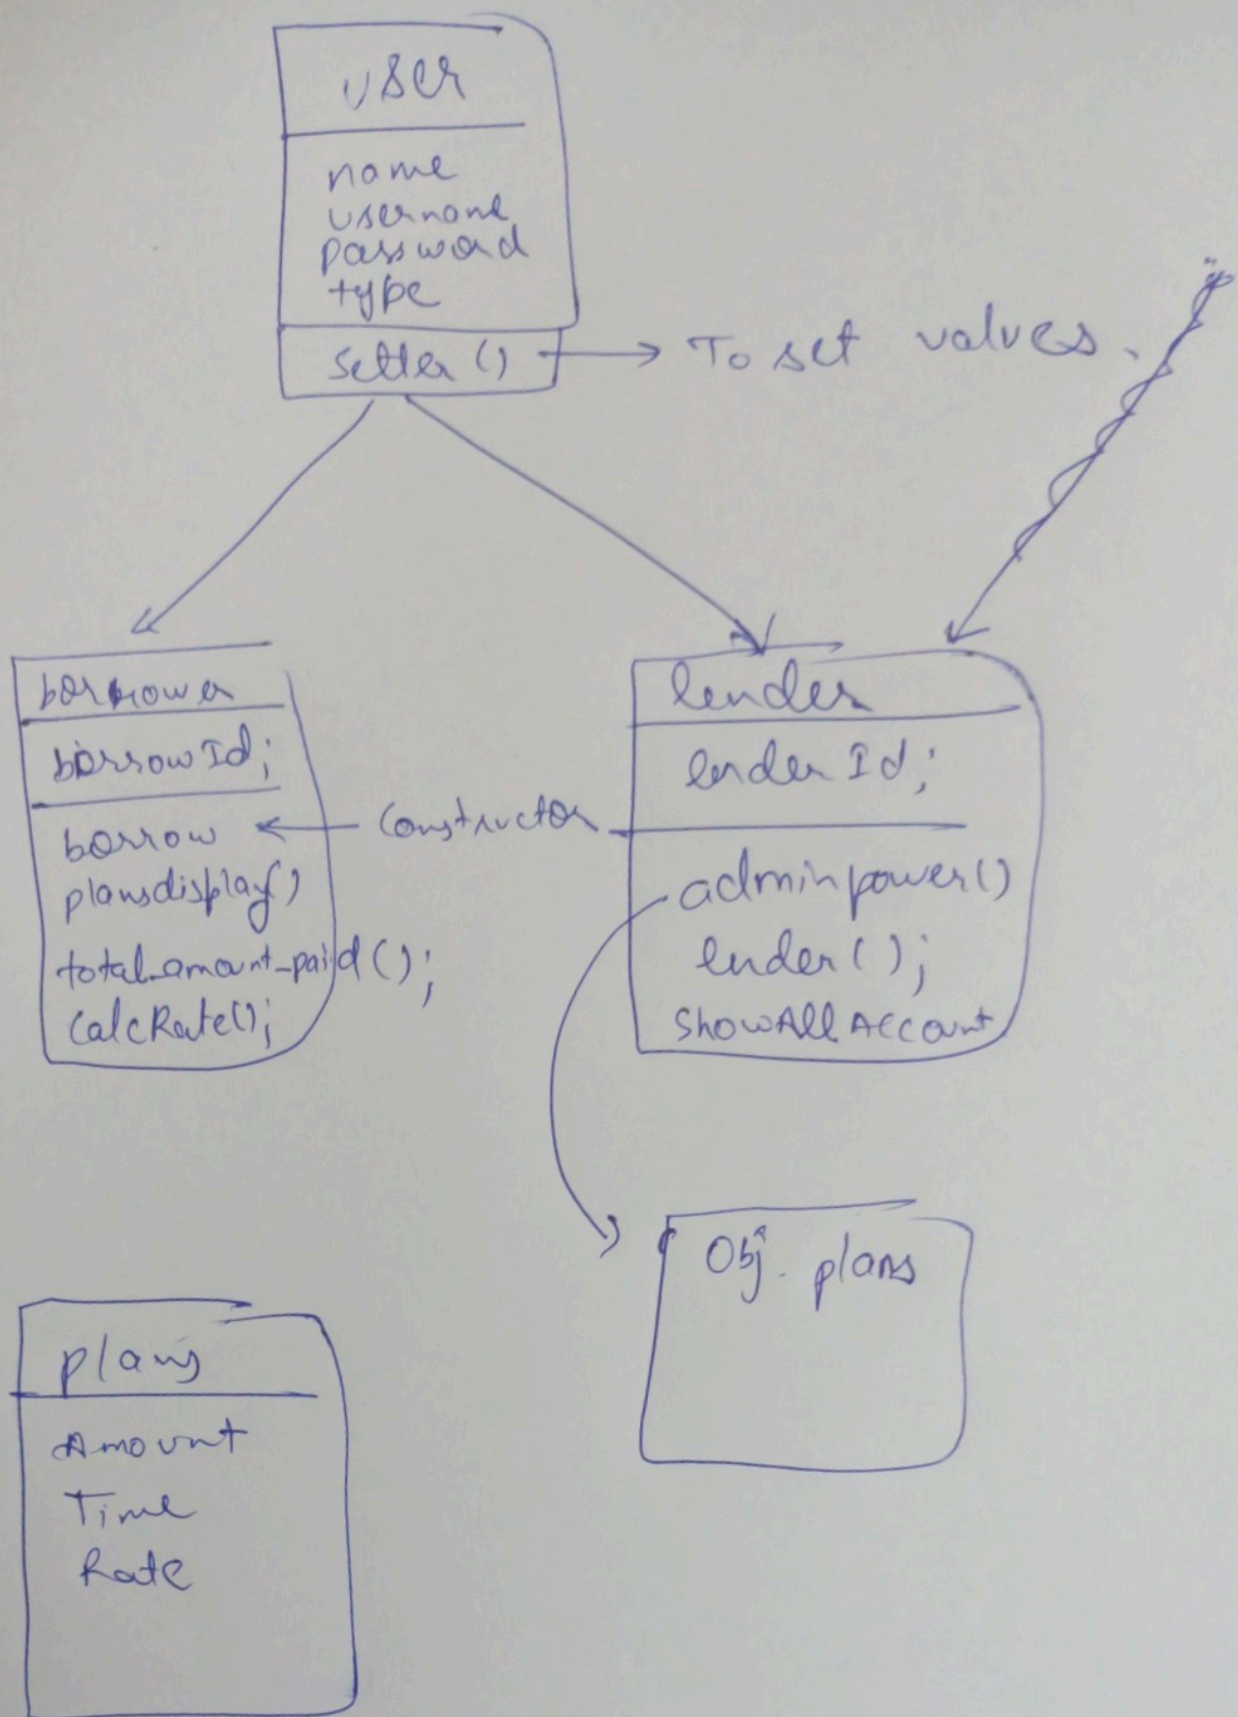 user
name
username
password
type
setter () → To set values.
borrower
borrowId;
borrow ← Constructor
plansdisplay()
total_amount_paid();
CalcRate();
lender
lenderId;
adminpower()
lender();
showAllAccount
Obj. plans
plans
Amount
Time
Rate